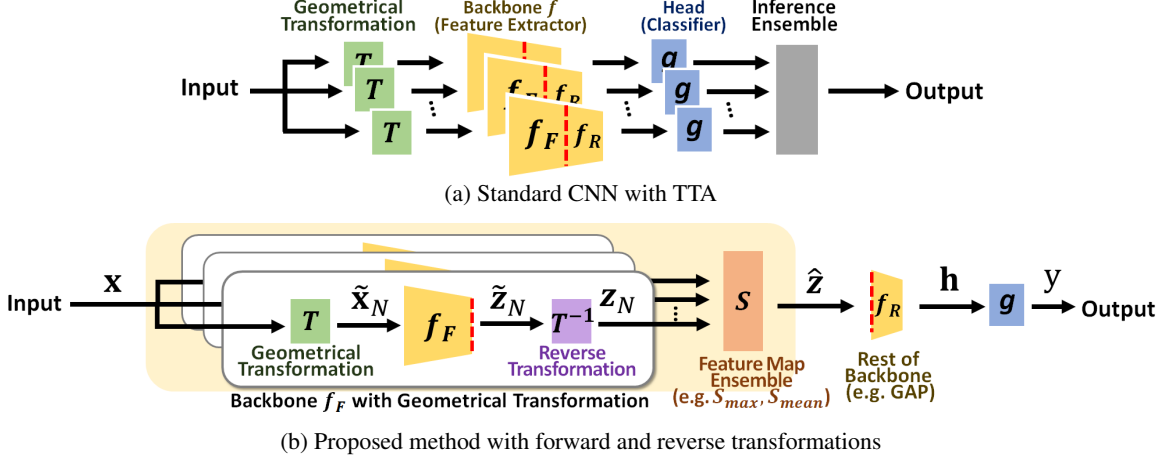 Geometrical
Transformation
Backbone f
(Feature Extractor)
Head
(Classifier)
Inference
Ensemble
Input
T
T
T
f_F f_R
f_F f_R
g
g
g
Output
(a) Standard CNN with TTA
Input
x
T
Geometrical
Transformation
x̃_N
f_F
z̃_N
T⁻¹
Reverse
Transformation
z_N
Backbone f_F with Geometrical Transformation
S
Feature Map
Ensemble
(e.g. S_max, S_mean)
ẑ
f_R
Rest of
Backbone
(e.g. GAP)
h
g
y
Output
(b) Proposed method with forward and reverse transformations